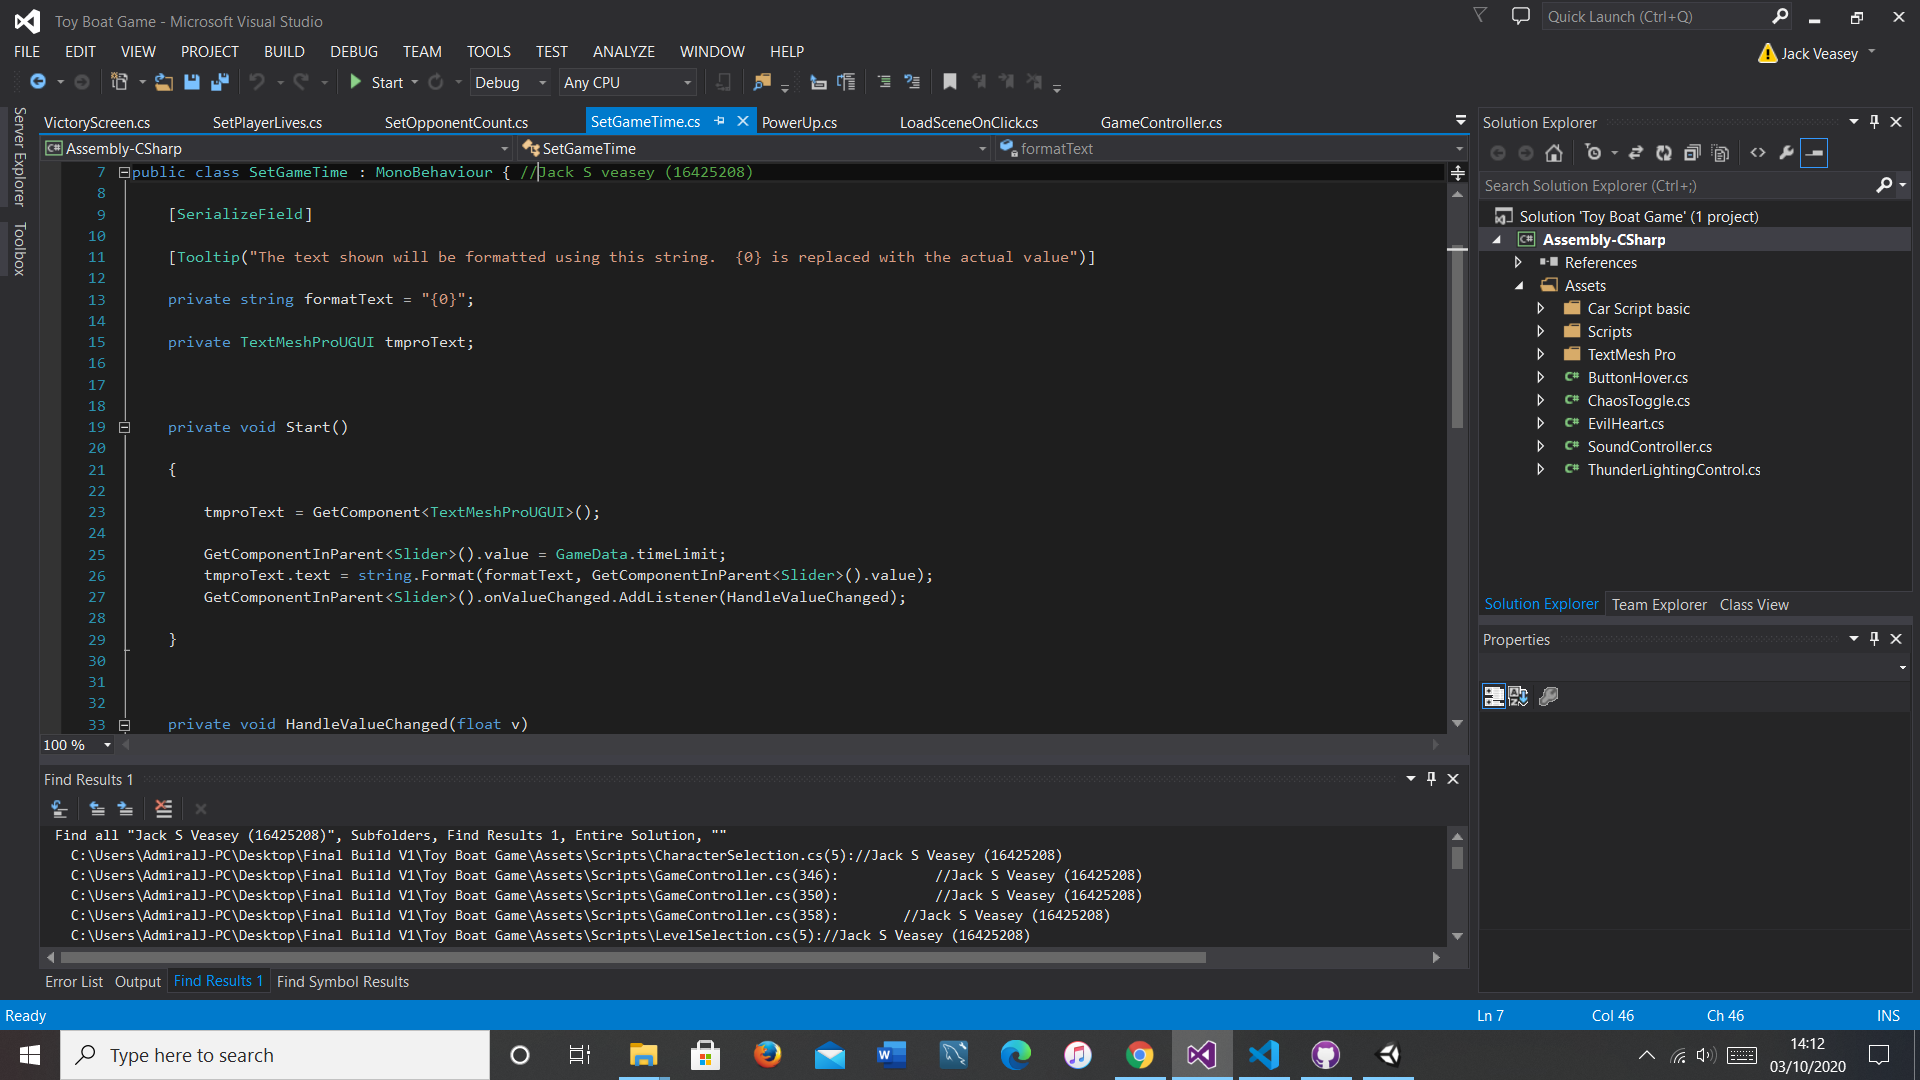 Toy Boat Game - Microsoft Visual Studio
Quick Launch (Ctrl+Q)
FILE EDIT VIEW PROJECT BUILD DEBUG TEAM TOOLS TEST ANALYZE WINDOW HELP
Jack Veasey
Start Debug Any CPU
Server Explorer
Toolbox
VictoryScreen.cs SetPlayerLives.cs SetOpponentCount.cs SetGameTime.cs PowerUp.cs LoadSceneOnClick.cs GameController.cs
Assembly-CSharp SetGameTime formatText
7 public class SetGameTime : MonoBehaviour { //Jack S veasey (16425208)
8
9 [SerializeField]
10
11 [Tooltip("The text shown will be formatted using this string.  {0} is replaced with the actual value")]
12
13 private string formatText = "{0}";
14
15 private TextMeshProUGUI tmproText;
16
17
18
19 private void Start()
20
21 {
22
23 tmproText = GetComponent<TextMeshProUGUI>();
24
25 GetComponentInParent<Slider>().value = GameData.timeLimit;
26 tmproText.text = string.Format(formatText, GetComponentInParent<Slider>().value);
27 GetComponentInParent<Slider>().onValueChanged.AddListener(HandleValueChanged);
28
29 }
30
31
32
33 private void HandleValueChanged(float v)
100 %
Find Results 1
Find all "Jack S Veasey (16425208)", Subfolders, Find Results 1, Entire Solution, ""
C:\Users\AdmiralJ-PC\Desktop\Final Build V1\Toy Boat Game\Assets\Scripts\CharacterSelection.cs(5)://Jack S Veasey (16425208)
C:\Users\AdmiralJ-PC\Desktop\Final Build V1\Toy Boat Game\Assets\Scripts\GameController.cs(346): //Jack S Veasey (16425208)
C:\Users\AdmiralJ-PC\Desktop\Final Build V1\Toy Boat Game\Assets\Scripts\GameController.cs(350): //Jack S Veasey (16425208)
C:\Users\AdmiralJ-PC\Desktop\Final Build V1\Toy Boat Game\Assets\Scripts\GameController.cs(358): //Jack S Veasey (16425208)
C:\Users\AdmiralJ-PC\Desktop\Final Build V1\Toy Boat Game\Assets\Scripts\LevelSelection.cs(5)://Jack S Veasey (16425208)
Error List Output Find Results 1 Find Symbol Results
Solution Explorer
Search Solution Explorer (Ctrl+;)
Solution 'Toy Boat Game' (1 project)
C# Assembly-CSharp
References
Assets
Car Script basic
Scripts
TextMesh Pro
C# ButtonHover.cs
C# ChaosToggle.cs
C# EvilHeart.cs
C# SoundController.cs
C# ThunderLightingControl.cs
Solution Explorer Team Explorer Class View
Properties
Ready Ln 7 Col 46 Ch 46 INS
Type here to search
14:12
03/10/2020